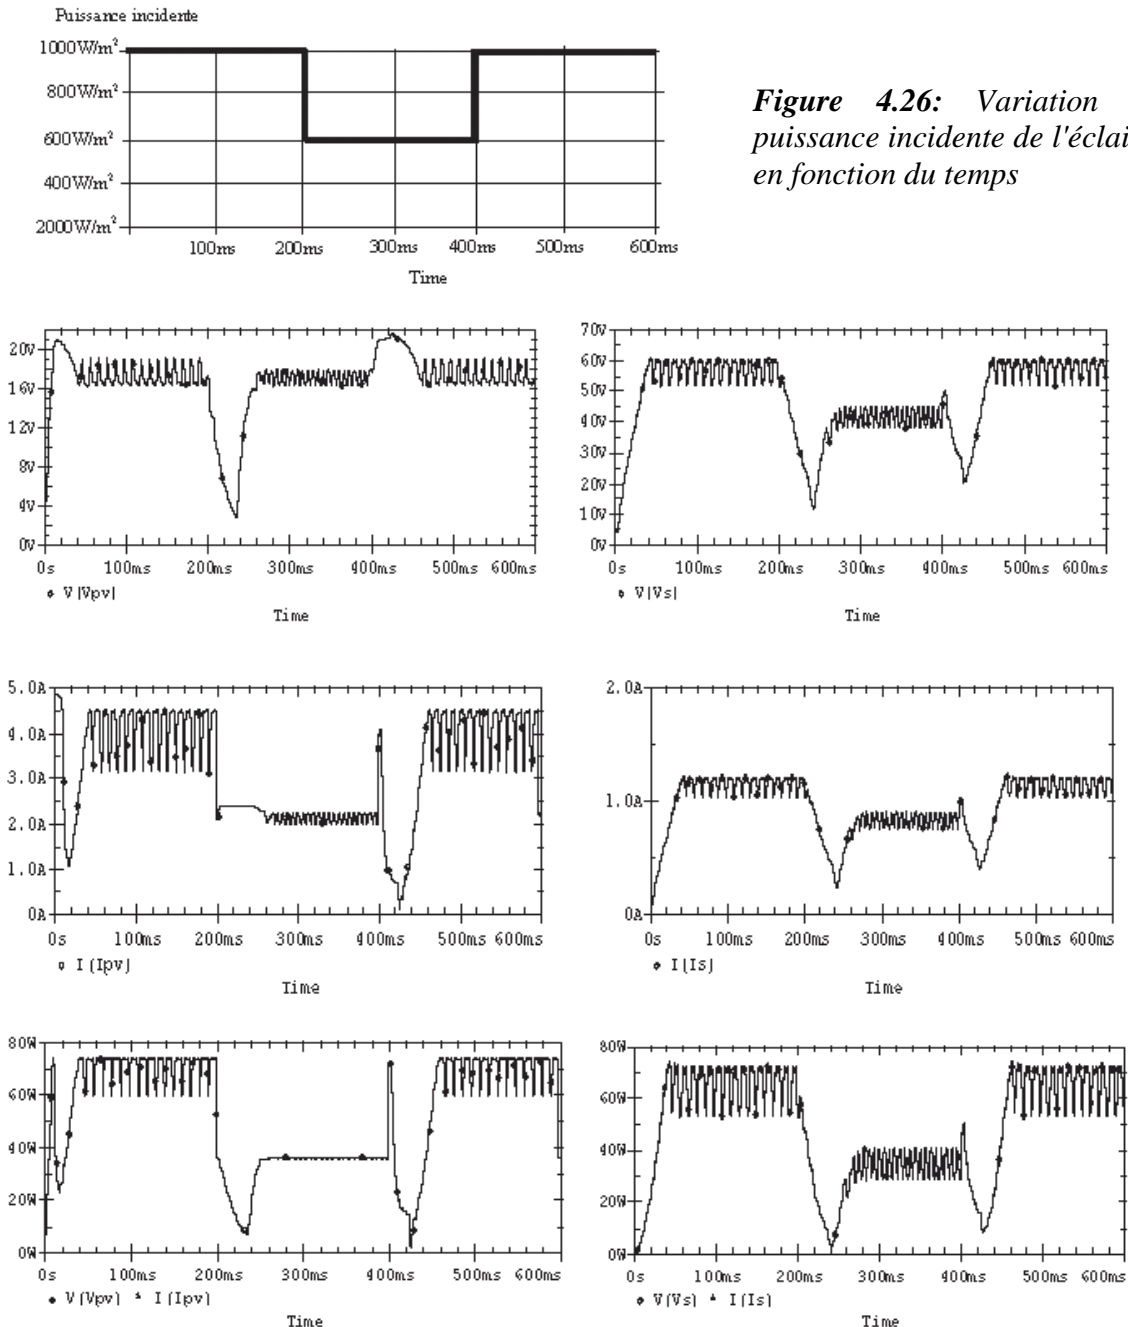 Puissance incidente
1000W/m²
800W/m²
600W/m²
400W/m²
2000W/m²
100ms 200ms 300ms 400ms 500ms 600ms
Time
Figure 4.26: Variation
puissance incidente de l'éclai
en fonction du temps
20V
16V
12V
8V
4V
0V
0s 100ms 200ms 300ms 400ms 500ms 600ms
V(Vpv)
Time
70V
60V
50V
40V
30V
20V
10V
0V
0s 100ms 200ms 300ms 400ms 500ms 600ms
V(Vs)
Time
5.0A
4.0A
3.0A
2.0A
1.0A
0A
0s 100ms 200ms 300ms 400ms 500ms 600ms
I(Ipv)
Time
2.0A
1.0A
0A
0s 100ms 200ms 300ms 400ms 500ms 600ms
I(Is)
Time
80W
60W
40W
20W
0W
0s 100ms 200ms 300ms 400ms 500ms 600ms
V(Vpv) * I(Ipv)
Time
80W
60W
40W
20W
0W
0s 100ms 200ms 300ms 400ms 500ms 600ms
V(Vs) * I(Is)
Time